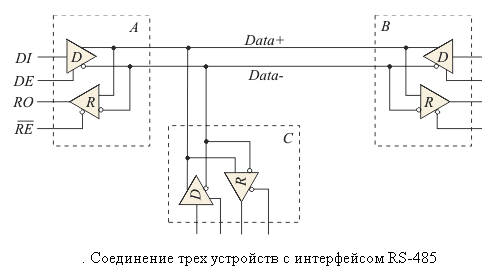 A
B
Data+
DI
D
D
DE
Data-
RO
R
R
RE
C
D
R
. Соединение трех устройств с интерфейсом RS-485